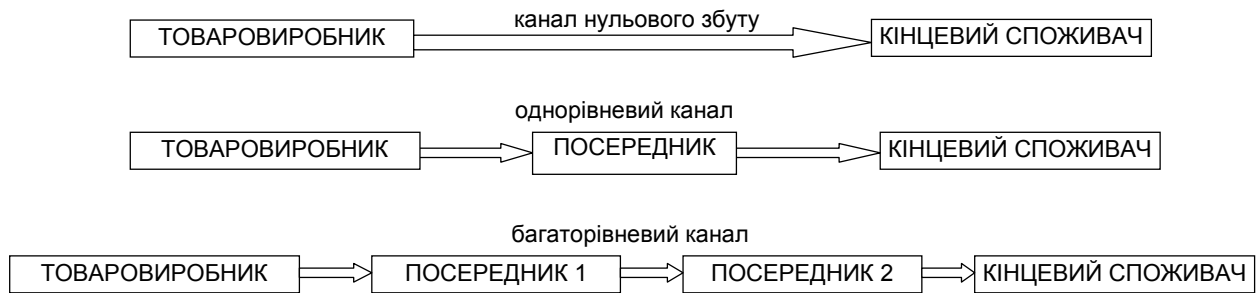 канал нульового збуту
ТОВАРОВИРОБНИК КІНЦЕВИЙ СПОЖИВАЧ
однорівневий канал
ТОВАРОВИРОБНИК ПОСЕРЕДНИК КІНЦЕВИЙ СПОЖИВАЧ
багаторівневий канал
ТОВАРОВИРОБНИК ПОСЕРЕДНИК 1 ПОСЕРЕДНИК 2 КІНЦЕВИЙ СПОЖИВАЧ